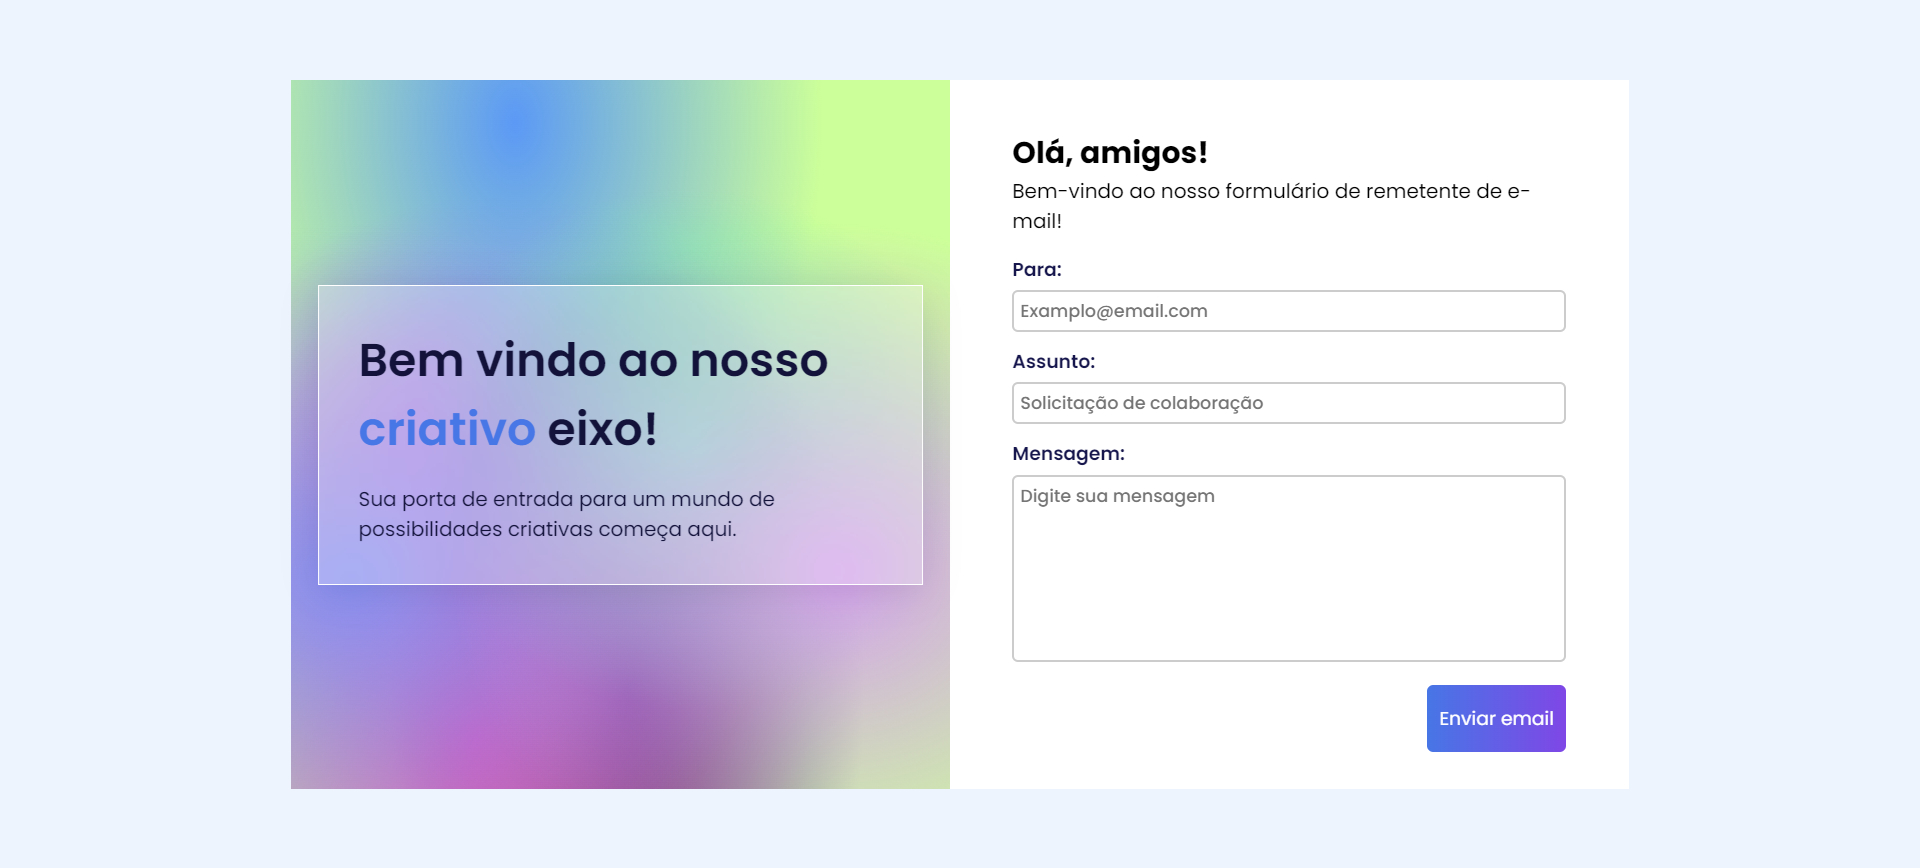 Bem vindo ao nosso
criativo eixo!
Sua porta de entrada para um mundo de
possibilidades criativas começa aqui.
Olá, amigos!
Bem-vindo ao nosso formulário de remetente de e-
mail!
Para:
Examplo@email.com
Assunto:
Solicitação de colaboração
Mensagem:
Digite sua mensagem
Enviar email